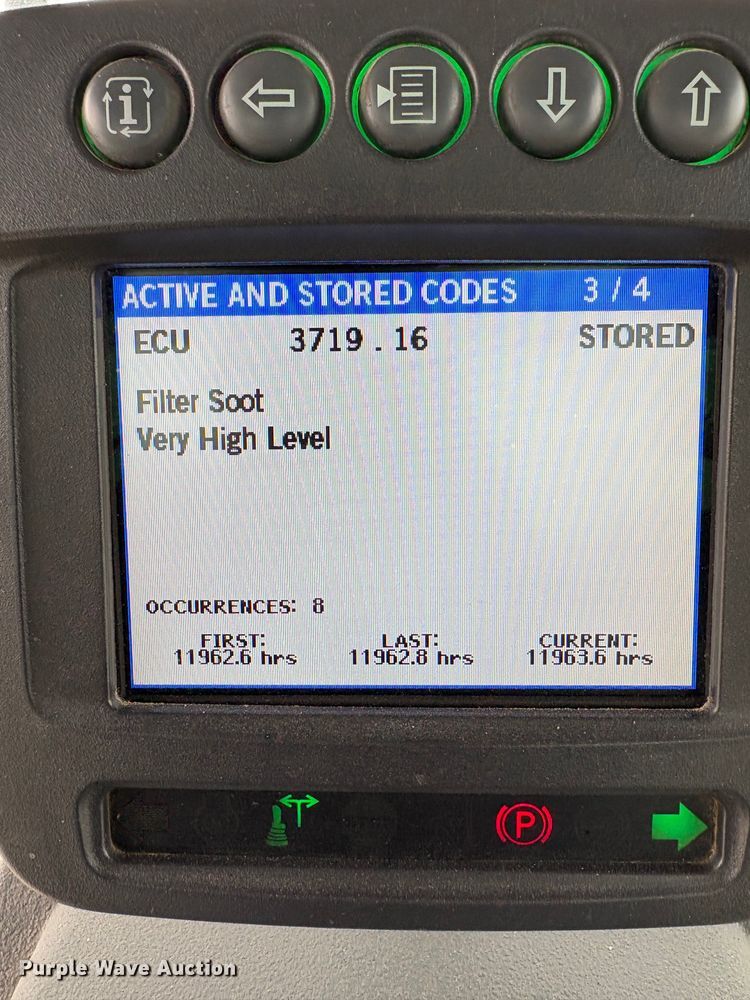 i
ACTIVE AND STORED CODES 3 / 4
ECU 3719 . 16 STORED
Filter Soot
Very High Level
OCCURRENCES: 8
FIRST: LAST: CURRENT:
11962.6 hrs 11962.8 hrs 11963.6 hrs
P
Purple Wave Auction